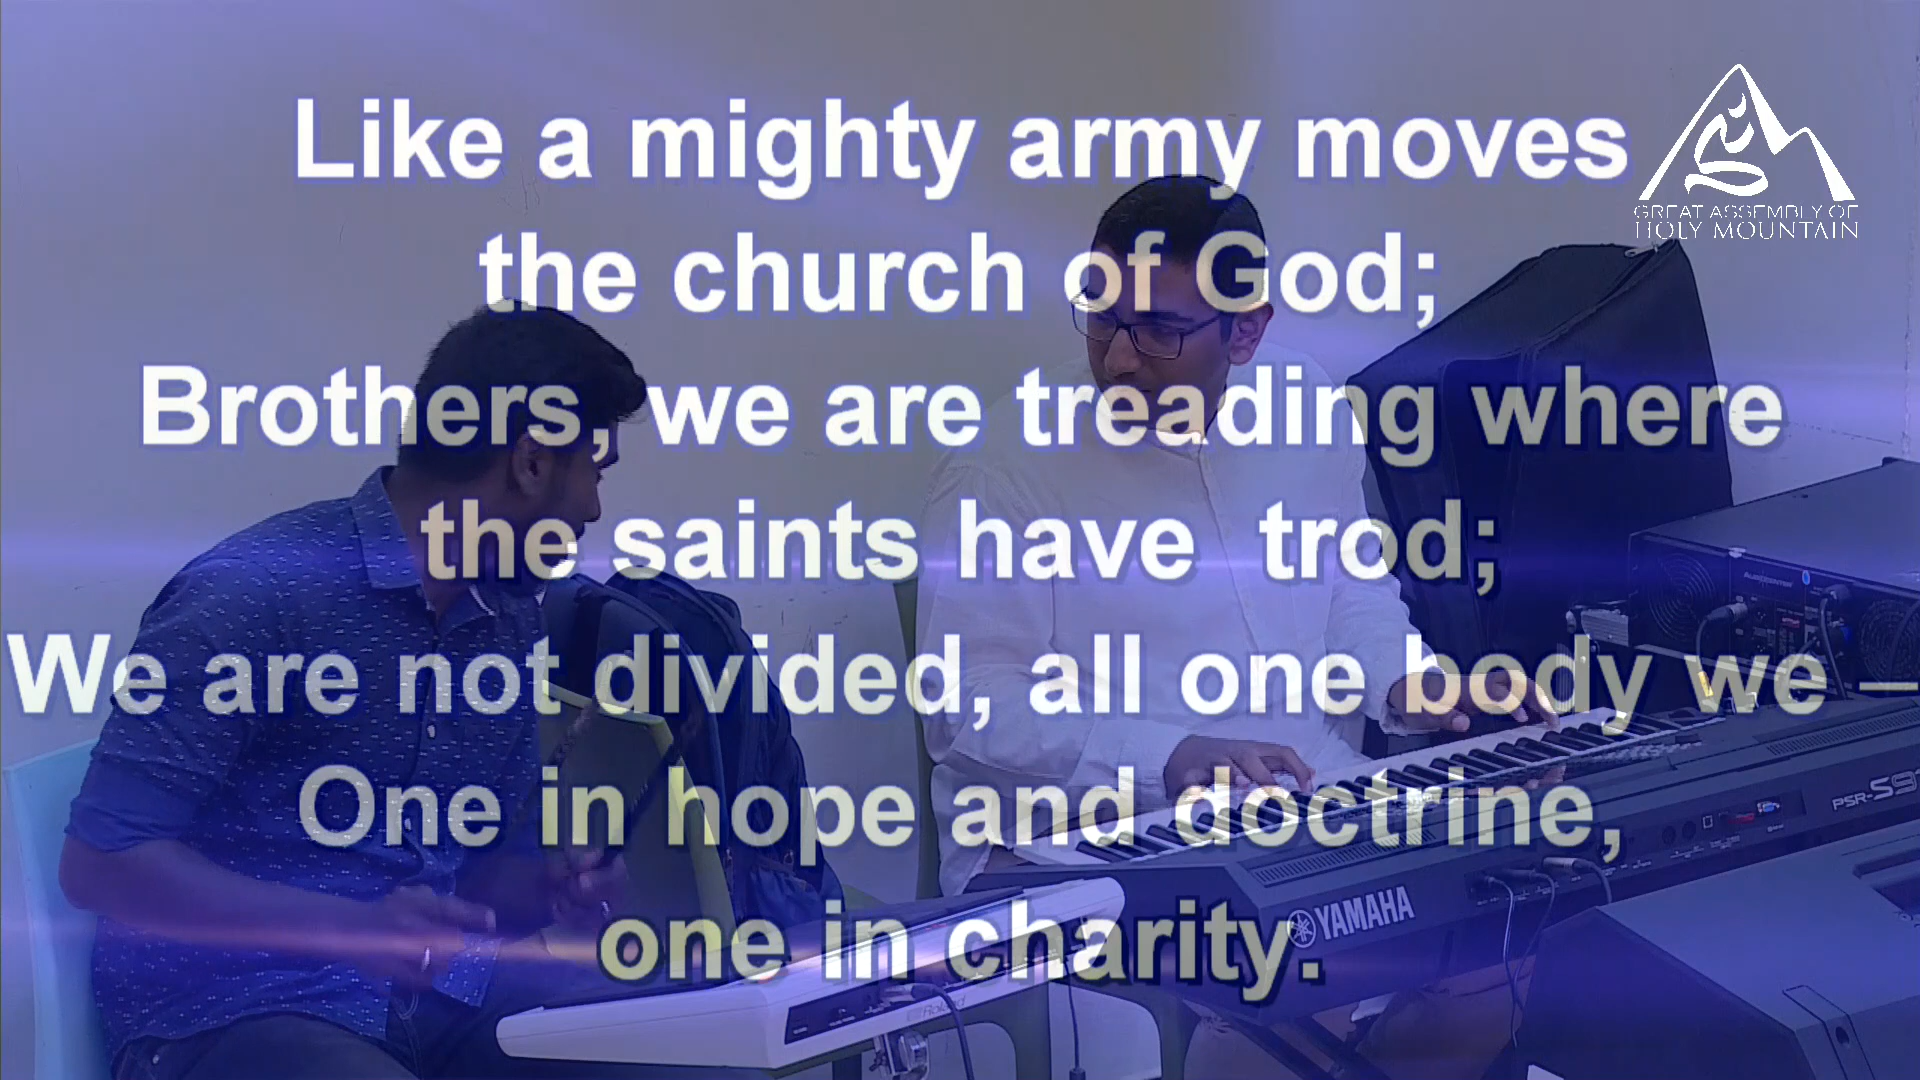 Like a mighty army moves
the church of God;
Brothers, we are treading where
the saints have  trod;
We are not divided, all one body we –
One in hope and doctrine,
one in charity.
GREAT ASSEMBLY OF
HOLY MOUNTAIN
YAMAHA
Roland